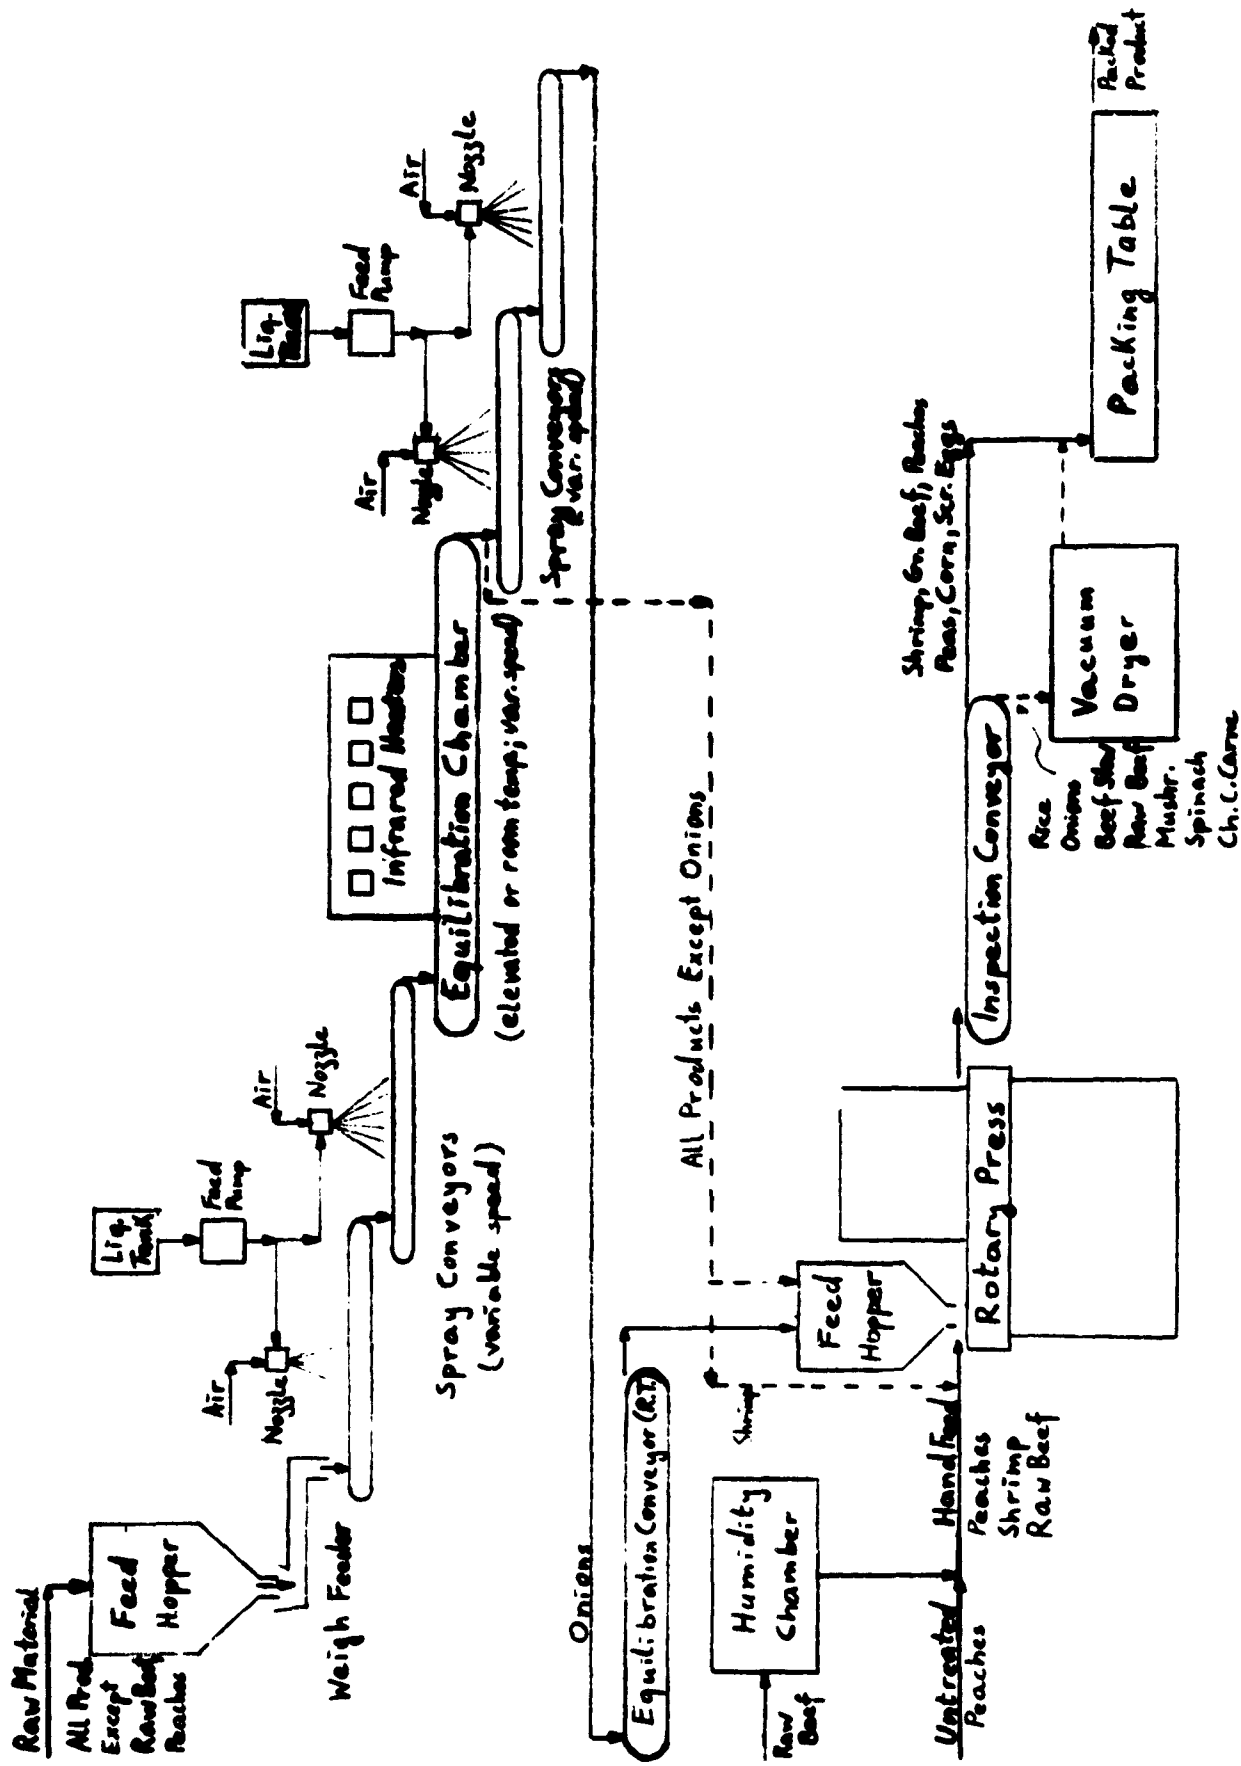 Raw Material
All Prod.
Except
Raw Beef
Peaches
Feed
Hopper
Weigh Feeder
Air
Nozzle
Liq.
Tank
Feed
Pump
Air
Nozzle
Spray Conveyors
(variable speed)
Infrared Heaters
Equilibration Chamber
(elevated or room temp; var. speed)
Air
Nozzle
Liq.
Tank
Feed
Pump
Air
Nozzle
Spray Conveyors
(var. speed)
Onions
Equilibration Conveyor (R.T.)
All Products Except Onions
Raw
Beef
Humidity
Chamber
Shrimp
Feed
Hopper
Untreated
Peaches
Hand Feed
Peaches
Shrimp
Raw Beef
Rotary Press
Inspection Conveyor
Shrimp, Gr. Beef, Peaches
Peas, Corn, Scr. Eggs
Rice
Onions
Beef Stew
Raw Beef
Mushr.
Spinach
Ch. C. Carne
Vacuum
Dryer
Packing Table
Packed
Product